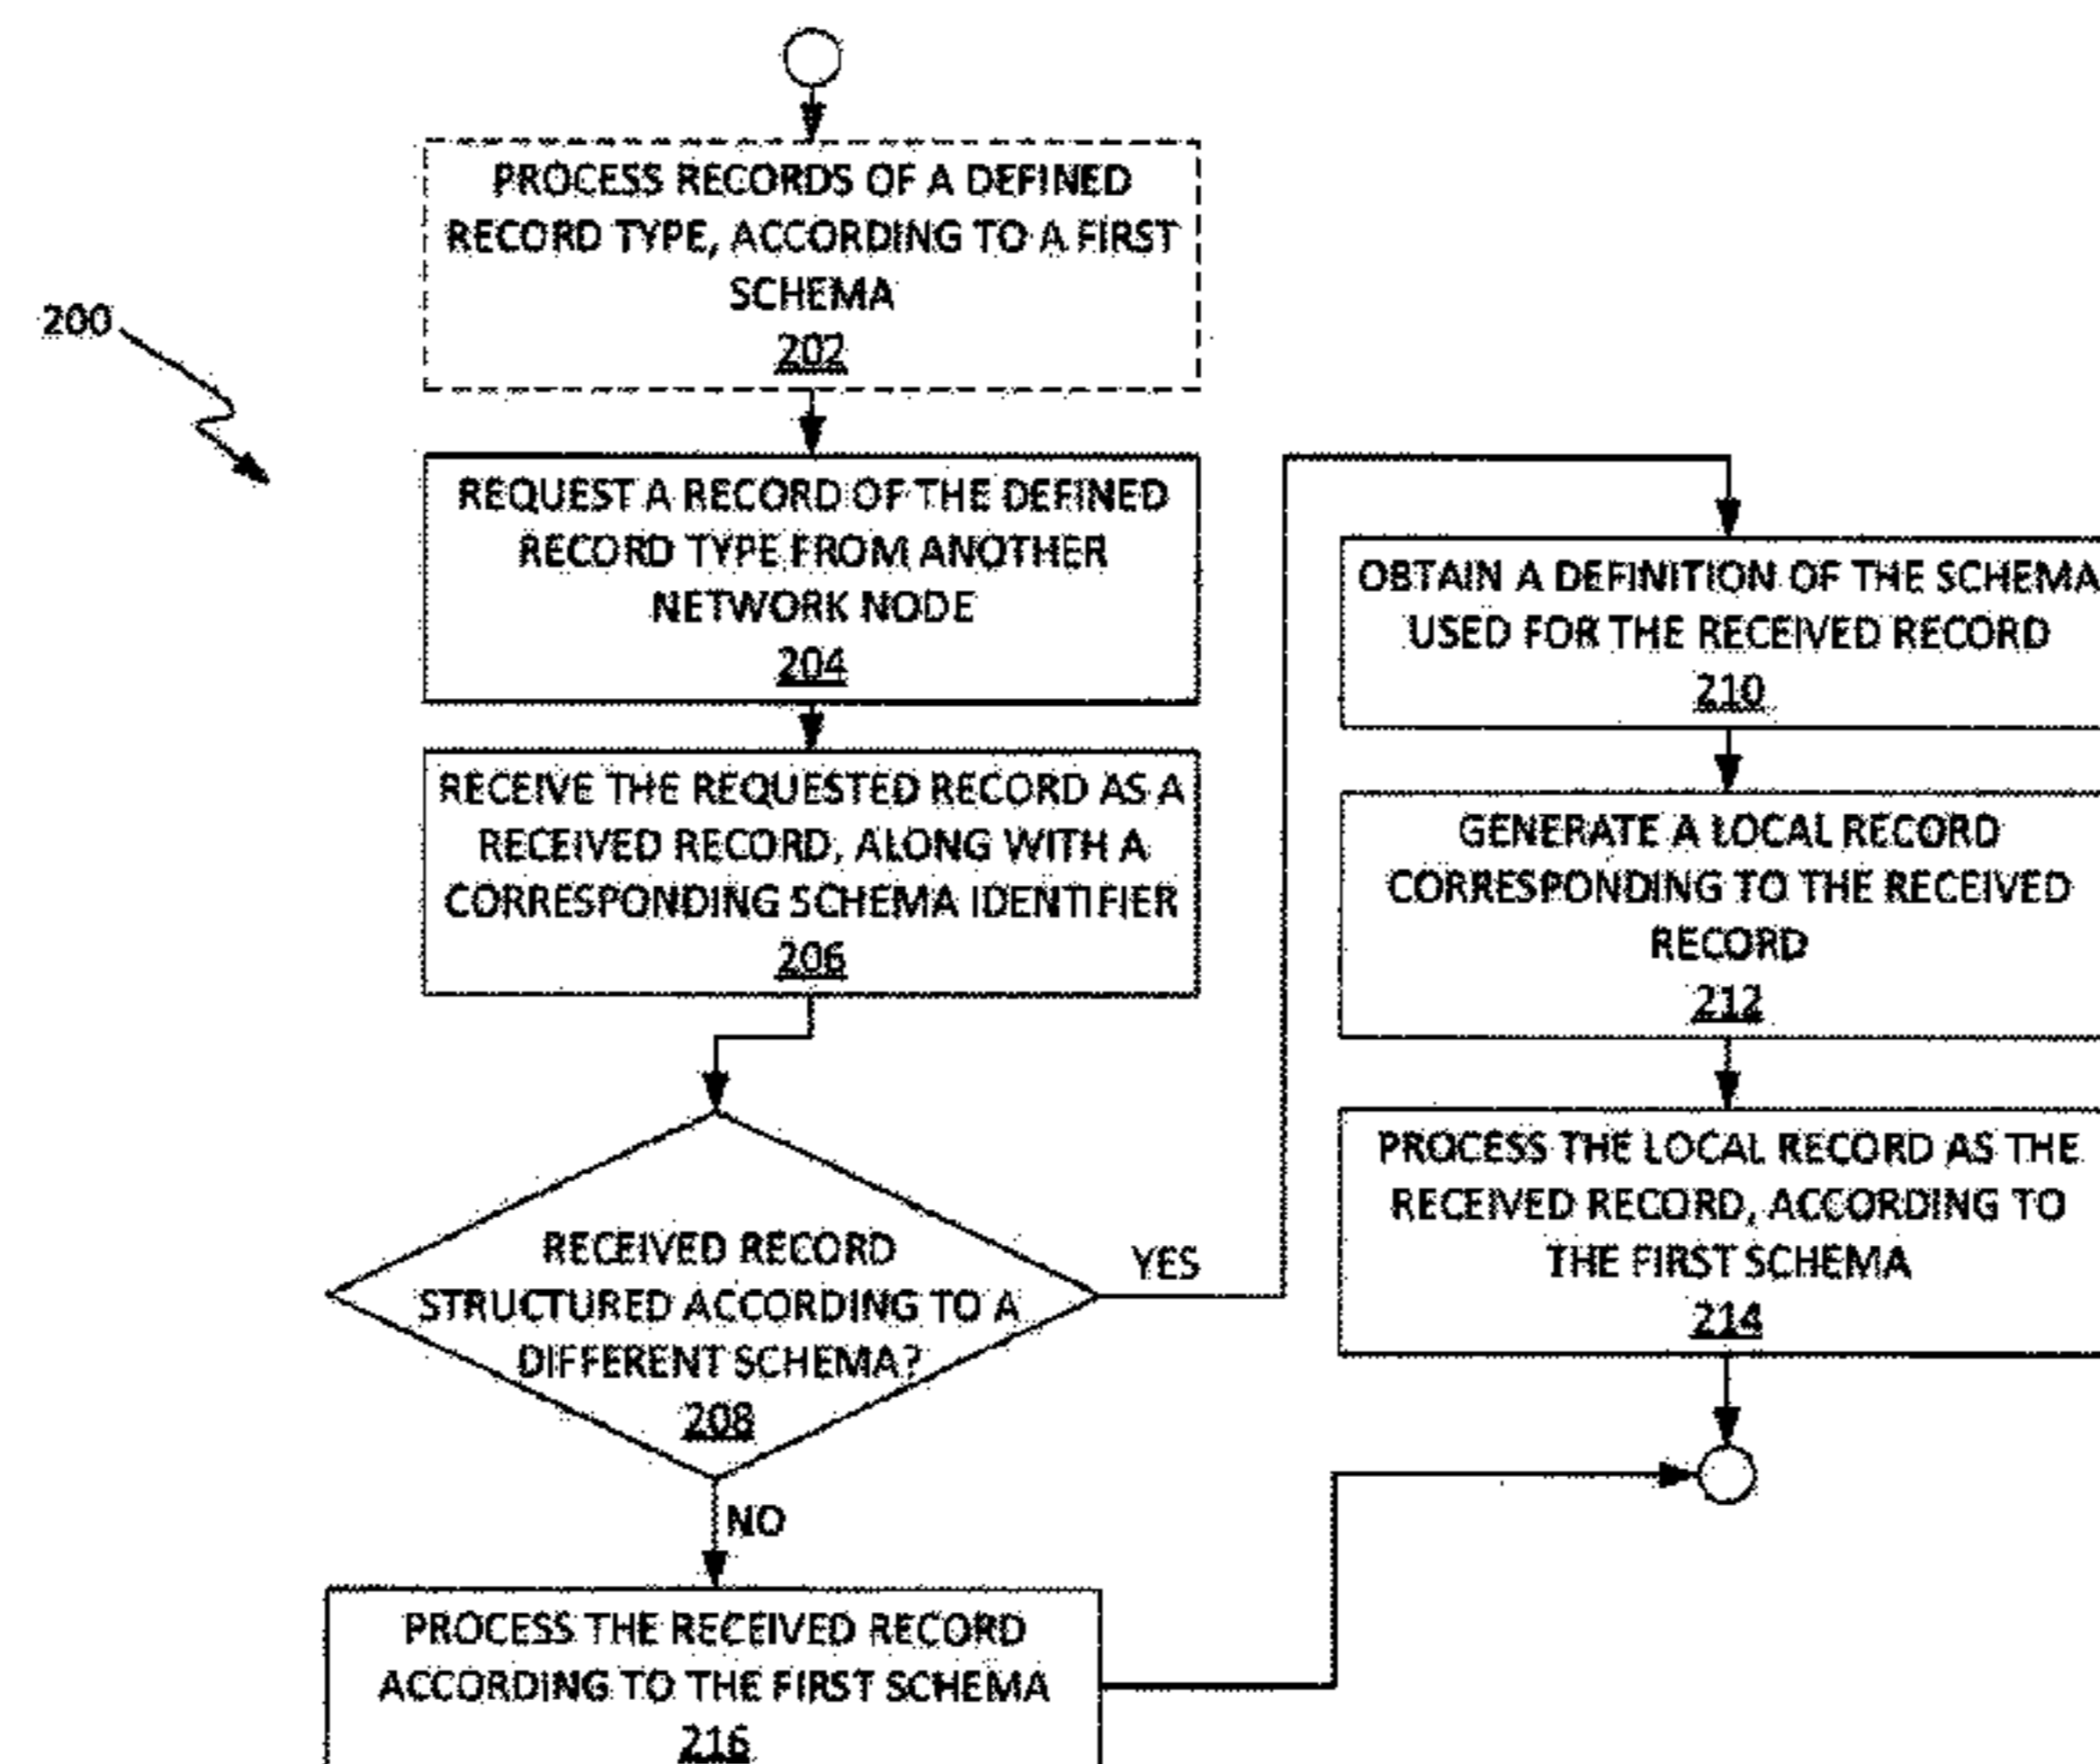 PROCESS RECORDS OF A DEFINED
RECORD TYPE, ACCORDING TO A FIRST
SCHEMA
202
200
REQUEST A RECORD OF THE DEFINED
RECORD TYPE FROM ANOTHER
NETWORK NODE
204
RECEIVE THE REQUESTED RECORD AS A
RECEIVED RECORD, ALONG WITH A
CORRESPONDING SCHEMA IDENTIFIER
206
RECEIVED RECORD
STRUCTURED ACCORDING TO A
DIFFERENT SCHEMA?
208
YES
NO
OBTAIN A DEFINITION OF THE SCHEMA
USED FOR THE RECEIVED RECORD
210
GENERATE A LOCAL RECORD
CORRESPONDING TO THE RECEIVED
RECORD
212
PROCESS THE LOCAL RECORD AS THE
RECEIVED RECORD, ACCORDING TO
THE FIRST SCHEMA
214
PROCESS THE RECEIVED RECORD
ACCORDING TO THE FIRST SCHEMA
216